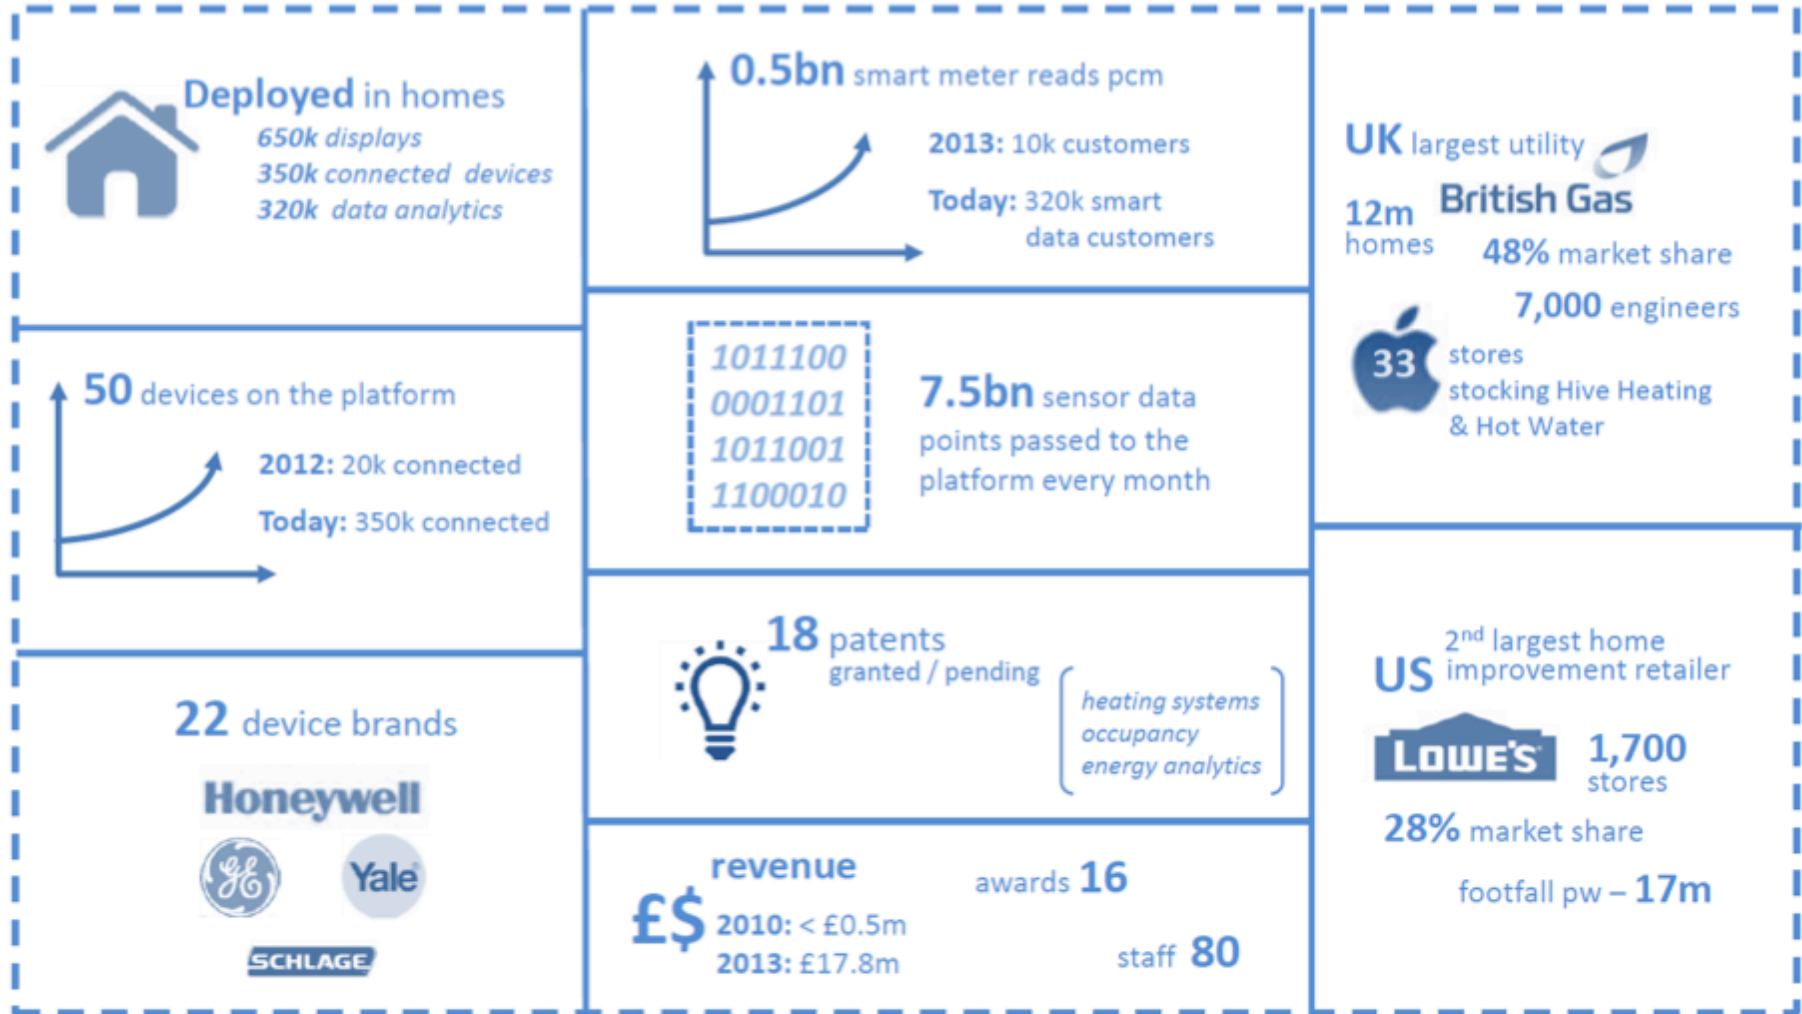 Deployed in homes
650k displays
350k connected devices
320k data analytics
50 devices on the platform
2012: 20k connected
Today: 350k connected
22 device brands
Honeywell
GE
Yale
SCHLAGE
0.5bn smart meter reads pcm
2013: 10k customers
Today: 320k smart
data customers
1011100
0001101
1011001
1100010
7.5bn sensor data
points passed to the
platform every month
18 patents
granted / pending
heating systems
occupancy
energy analytics
£$ revenue
2010: < £0.5m
2013: £17.8m
awards 16
staff 80
UK largest utility
British Gas
12m
homes
48% market share
7,000 engineers
33 stores
stocking Hive Heating
& Hot Water
US 2nd largest home
improvement retailer
LOWE'S
1,700
stores
28% market share
footfall pw – 17m